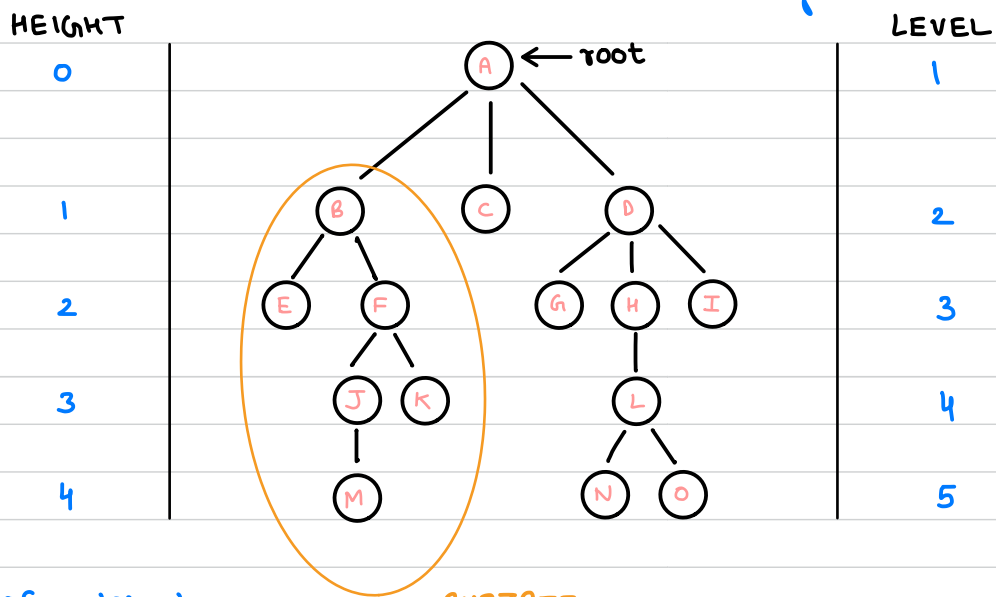 HEIGHT LEVEL
0 A ← root 1
1 B C D 2
2 E F G H I 3
3 J K L 4
4 M N O 5